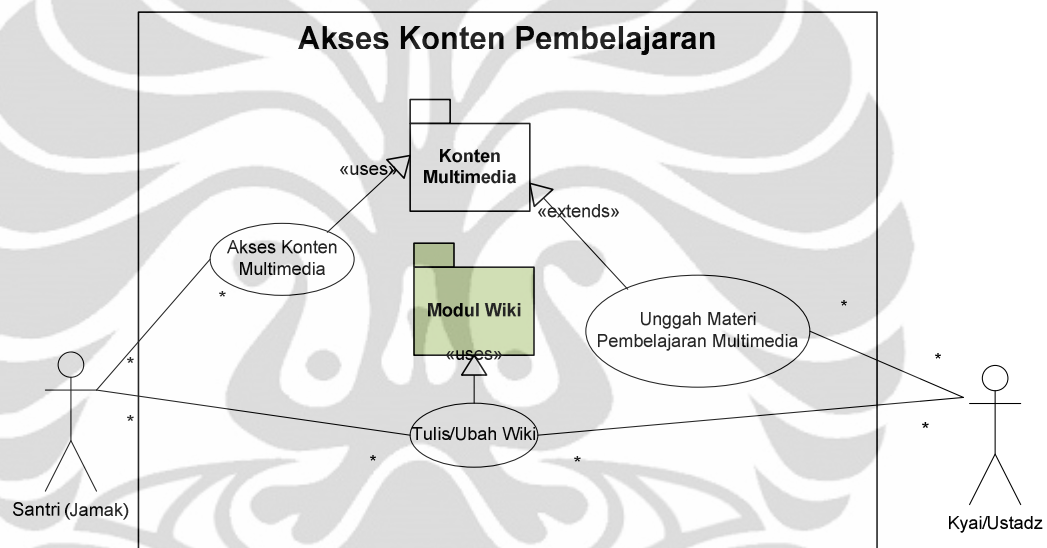 Akses Konten Pembelajaran
Konten
Multimedia
«uses»
«extends»
Akses Konten
Multimedia
*
Modul Wiki
«uses»
Unggah Materi
Pembelajaran Multimedia
*
*
*
*
*
Tulis/Ubah Wiki
*
*
Santri (Jamak)
Kyai/Ustadz